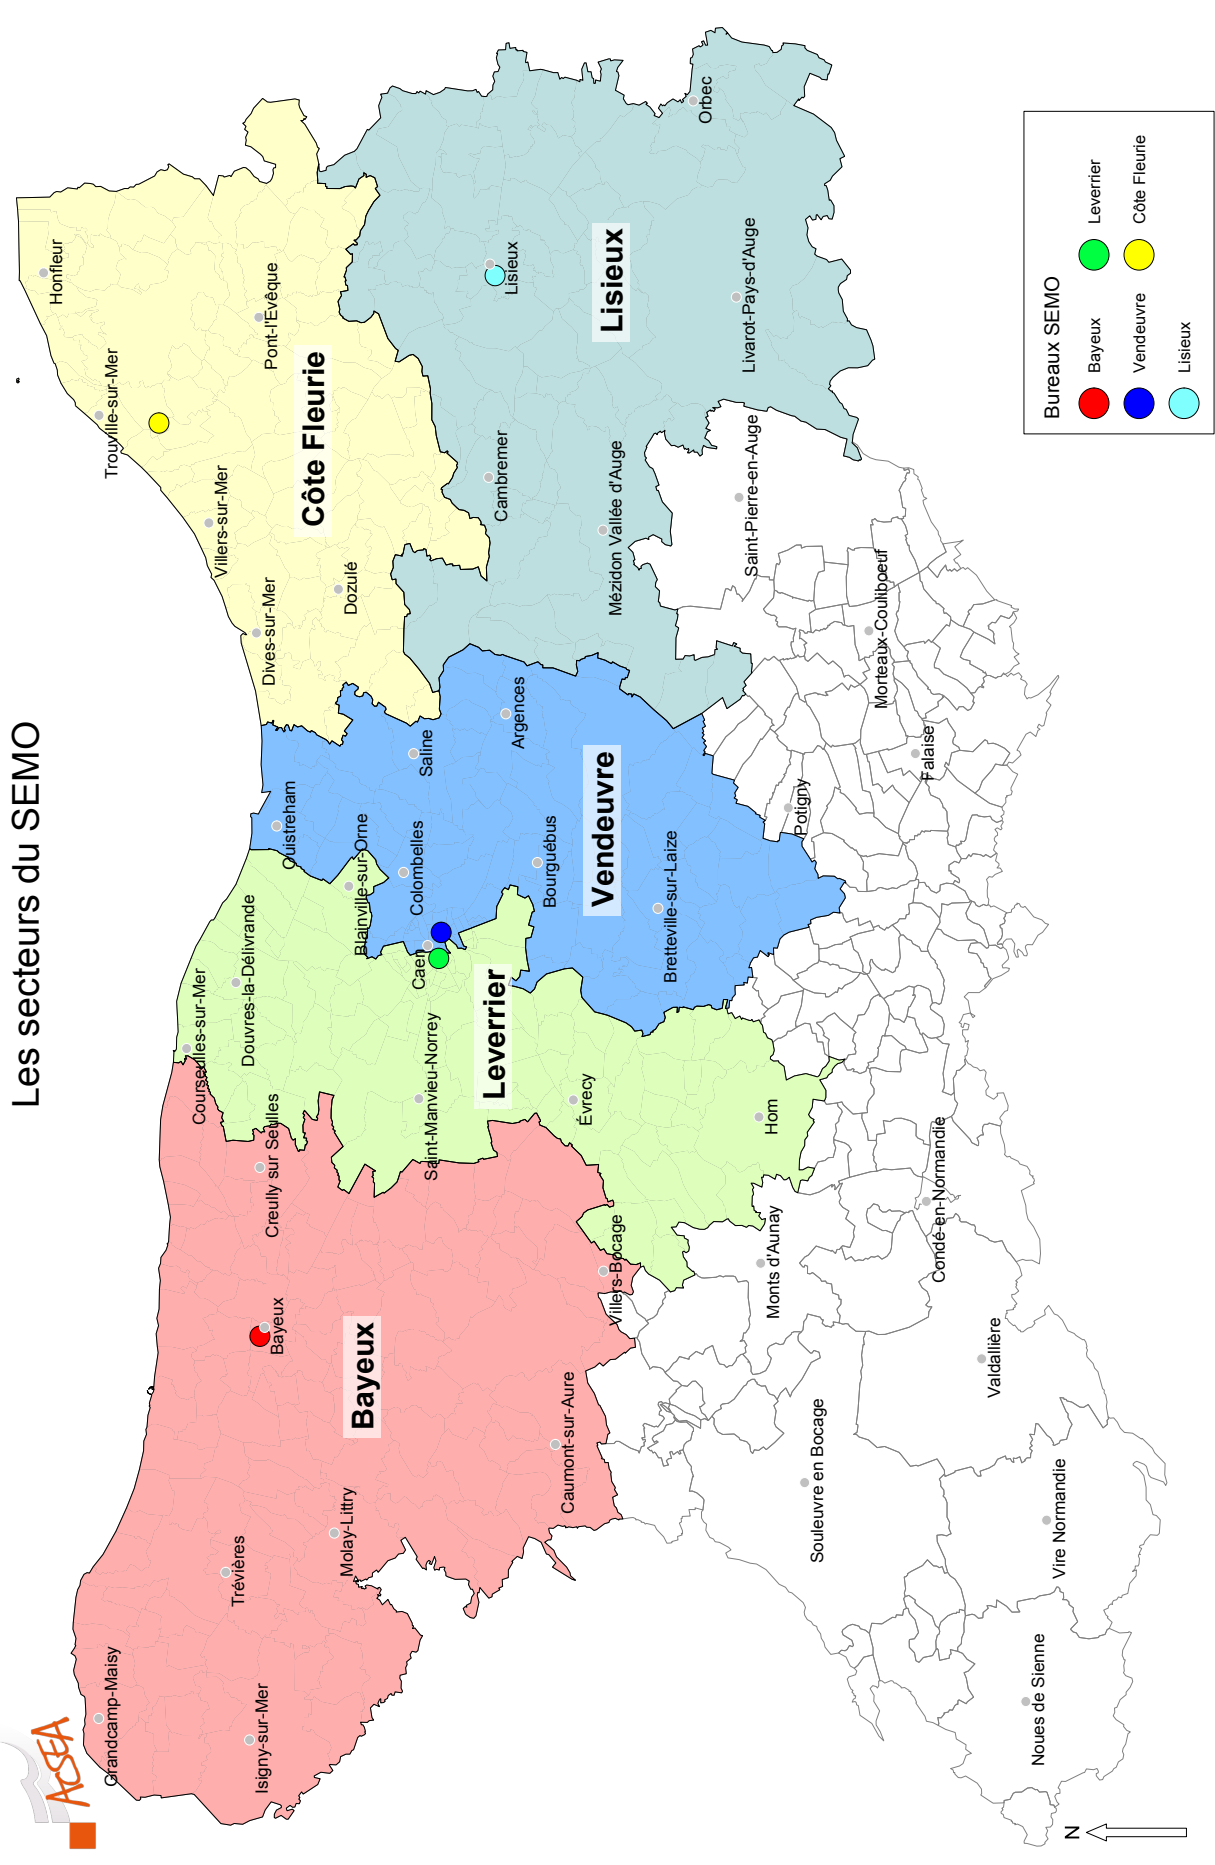 Les secteurs du SEMO
ACSEA
Grandcamp-Maisy
Isigny-sur-Mer
Trévières
Molay-Littry
Bayeux
Bayeux
Caumont-sur-Aure
Creully sur Seulles
Villers-Bocage
Courseulles-sur-Mer
Douvres-la-Délivrande
Saint-Manvieu-Norrey
Leverrier
Évrecy
Hom
Caen
Blainville-sur-Orne
Ouistreham
Colombelles
Saline
Argences
Bourguébus
Vendeuvre
Bretteville-sur-Laize
Dives-sur-Mer
Dozulé
Villers-sur-Mer
Trouville-sur-Mer
Honfleur
Pont-l'Evêque
Côte Fleurie
Cambremer
Mézidon Vallée d'Auge
Lisieux
Lisieux
Orbec
Livarot-Pays-d'Auge
Saint-Pierre-en-Auge
Morteaux-Couliboeuf
Falaise
Potigny
Monts d'Aunay
Condé-en-Normandie
Valdallière
Souleuvre en Bocage
Vire Normandie
Noues de Sienne
N
Bureaux SEMO
Bayeux
Leverrier
Vendeuvre
Côte Fleurie
Lisieux